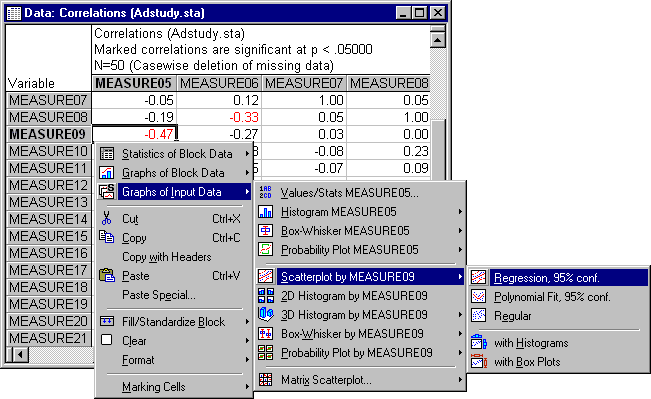 Data: Correlations (Adstudy.sta)
Correlations (Adstudy.sta)
Marked correlations are significant at p < .05000
N=50 (Casewise deletion of missing data)
Variable MEASURE05 MEASURE06 MEASURE07 MEASURE08
MEASURE07 -0.05 0.12 1.00 0.05
MEASURE08 -0.19 -0.33 0.05 1.00
MEASURE09 -0.47 -0.27 0.03 0.00
MEASURE10 -0.08 0.23
MEASURE11 -0.07 0.09
MEASURE12
MEASURE13
MEASURE14
MEASURE15
MEASURE16
MEASURE17
MEASURE18
MEASURE19
MEASURE20
MEASURE21
Statistics of Block Data
Graphs of Block Data
Graphs of Input Data
Cut Ctrl+X
Copy Ctrl+C
Copy with Headers
Paste Ctrl+V
Paste Special...
Fill/Standardize Block
Clear
Format
Marking Cells
Values/Stats MEASURE05...
Histogram MEASURE05
Box-Whisker MEASURE05
Probability Plot MEASURE05
Scatterplot by MEASURE09
2D Histogram by MEASURE09
3D Histogram by MEASURE09
Box-Whisker by MEASURE09
Probability Plot by MEASURE09
Matrix Scatterplot...
Regression, 95% conf.
Polynomial Fit, 95% conf.
Regular
with Histograms
with Box Plots